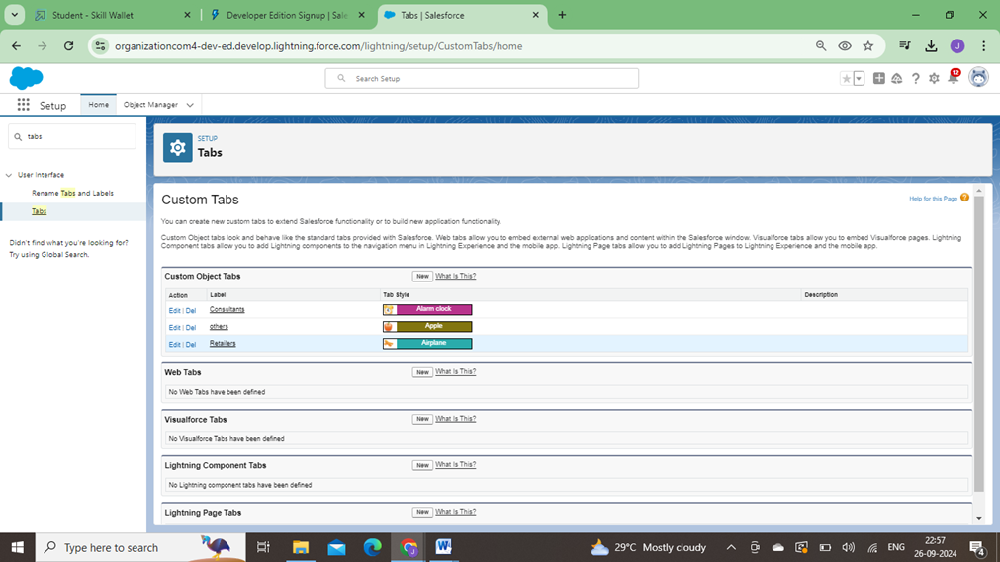 Student - Skill Wallet
Developer Edition Signup | Sale
Tabs | Salesforce
organizationcom4-dev-ed.develop.lightning.force.com/lightning/setup/CustomTabs/home
J
Search Setup
12
Setup
Home
Object Manager
tabs
User Interface
Rename Tabs and Labels
Tabs
Didn't find what you're looking for?
Try using Global Search.
SETUP
Tabs
Custom Tabs
Help for this Page
You can create new custom tabs to extend Salesforce functionality or to build new application functionality.
Custom Object tabs look and behave like the standard tabs provided with Salesforce. Web tabs allow you to embed external web applications and content within the Salesforce window. Visualforce tabs allow you to embed Visualforce pages. Lightning
Component tabs allow you to add Lightning components to the navigation menu in Lightning Experience and the mobile app. Lightning Page tabs allow you to add Lightning Pages to Lightning Experience and the mobile app.
Custom Object Tabs New What Is This?
Action Label Tab Style Description
Edit | Del Consultants Alarm clock
Edit | Del others Apple
Edit | Del Retailers Airplane
Web Tabs New What Is This?
No Web Tabs have been defined
Visualforce Tabs New What Is This?
No Visualforce Tabs have been defined
Lightning Component Tabs New What Is This?
No Lightning component tabs have been defined
Lightning Page Tabs New What Is This?
Type here to search
29°C Mostly cloudy
ENG
22:57
26-09-2024
4